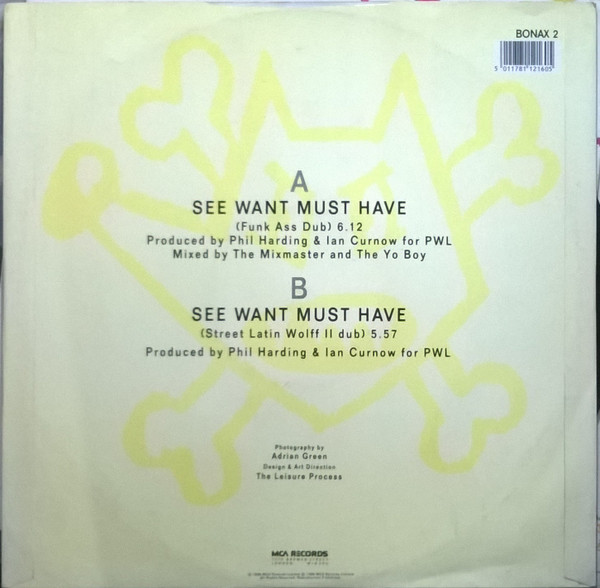 BONAX 2
5 011781 121605
A
SEE WANT MUST HAVE
(Funk Ass Dub) 6.12
Produced by Phil Harding & Ian Curnow for PWL
Mixed by The Mixmaster and The Yo Boy
B
SEE WANT MUST HAVE
(Street Latin Wolff II dub) 5.57
Produced by Phil Harding & Ian Curnow for PWL
Photography by
Adrian Green
Design & Art Direction
The Leisure Process
MCA RECORDS